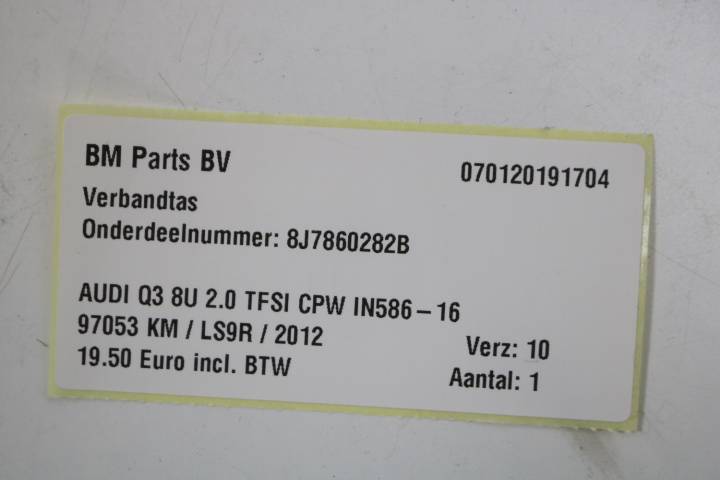 BM Parts BV 070120191704
Verbandtas
Onderdeelnummer: 8J7860282B
AUDI Q3 8U 2.0 TFSI CPW IN586-16
97053 KM / LS9R / 2012 Verz: 10
19.50 Euro incl. BTW Aantal: 1